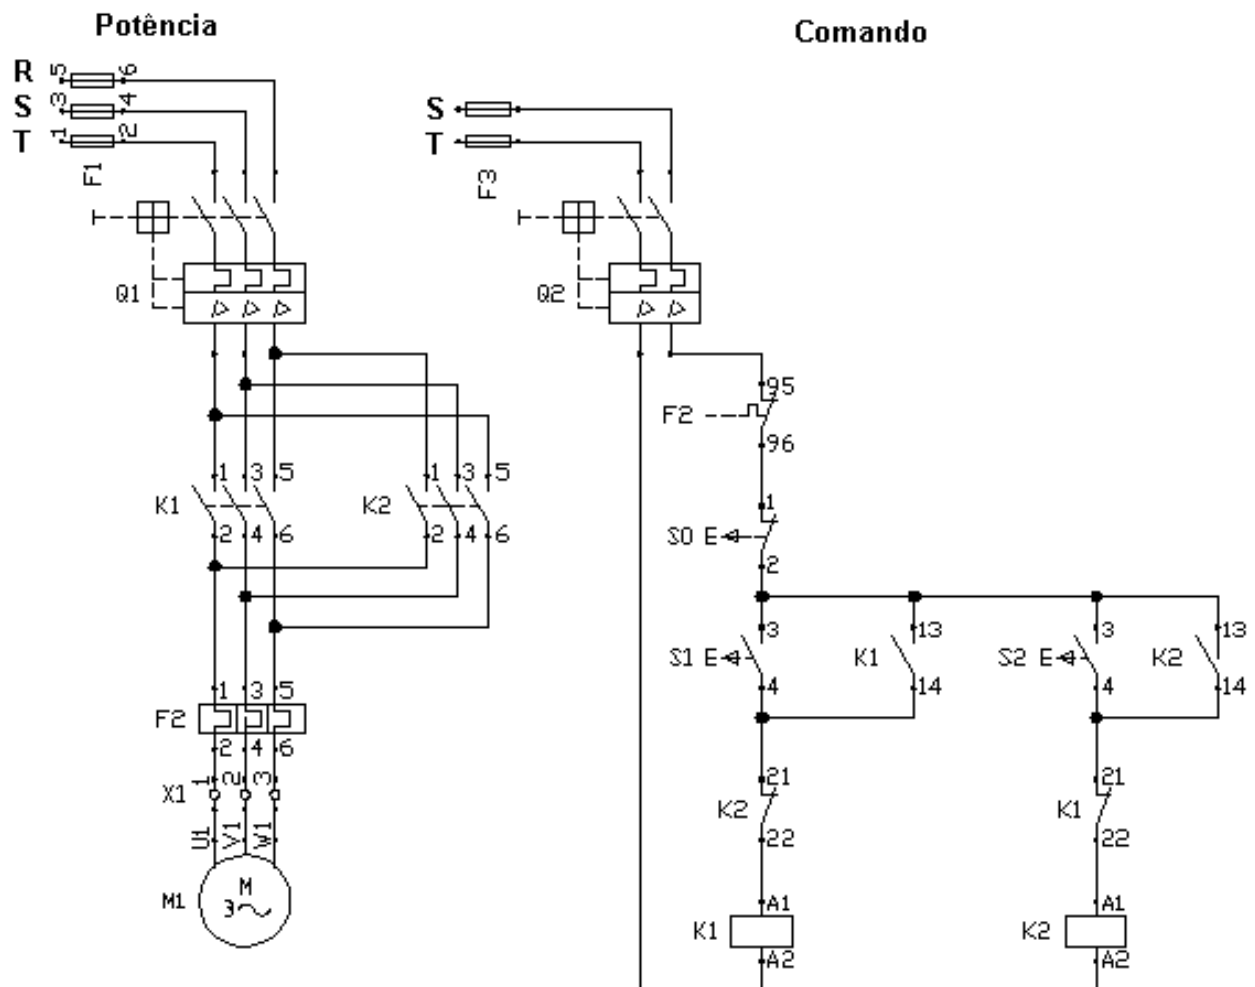 Potência
Comando
R 5 6
S 3 4
T 1 2
F1
S
T
F3
Q1
Q2
95
F2
96
1 3 5
K1
2 4 6
1 3 5
K2
2 4 6
1
S0 E
2
3
S1 E
4
13
K1
14
3
S2 E
4
13
K2
14
1 3 5
F2
2 4 6
X1 1 2 3
U1 V1 W1
M1
M
3
21
K2
22
21
K1
22
A1
K1
A2
A1
K2
A2